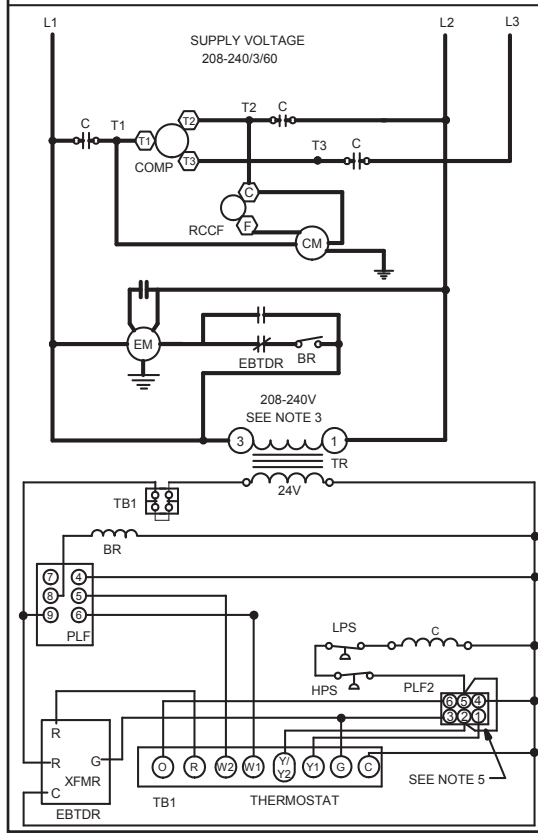 L1 L2 L3
SUPPLY VOLTAGE
208-240/3/60
C T1 T1 T2 T2 C
COMP T3 T3 C
C
RCCF F
CM
EM
EBTDR BR
208-240V
SEE NOTE 3
3 1
TR
TB1 24V
BR
7 4
8 5
9 6
PLF
LPS C
HPS PLF2
6 5 4
3 2 1
R
R G
XFMR
C
EBTDR
O R W2 W1 Y/Y2 Y1 G C
SEE NOTE 5
TB1 THERMOSTAT